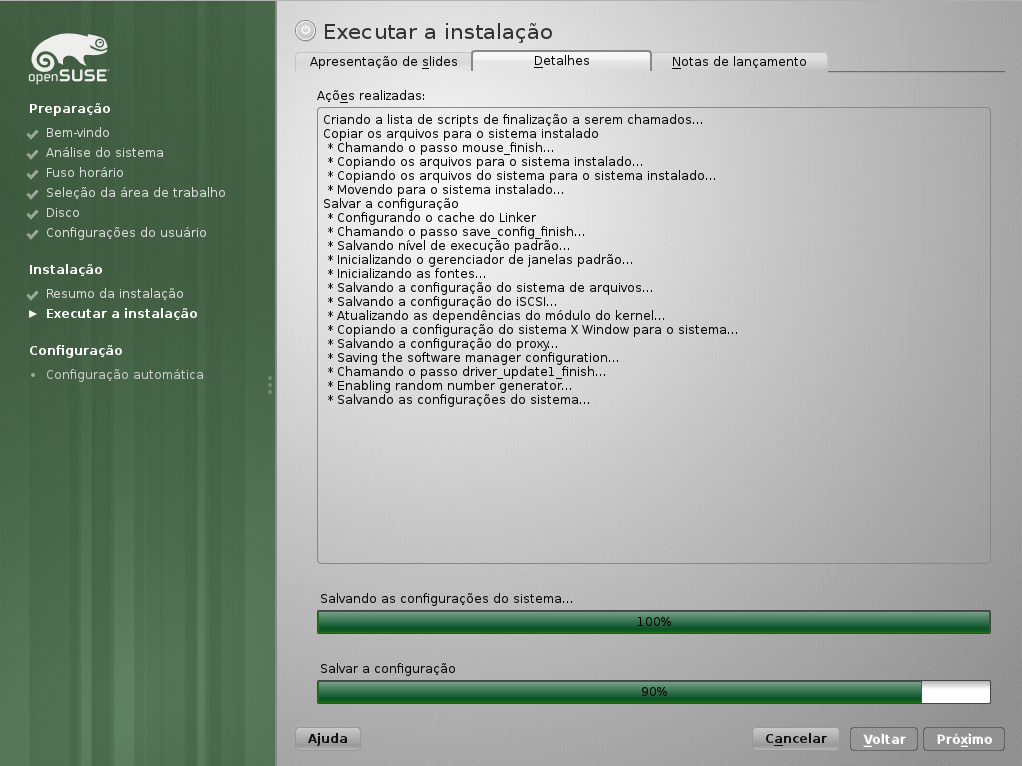 openSUSE
Preparação
Bem-vindo
Análise do sistema
Fuso horário
Seleção da área de trabalho
Disco
Configurações do usuário
Instalação
Resumo da instalação
Executar a instalação
Configuração
Configuração automática
Executar a instalação
Apresentação de slides
Detalhes
Notas de lançamento
Ações realizadas:
Criando a lista de scripts de finalização a serem chamados...
Copiar os arquivos para o sistema instalado
* Chamando o passo mouse_finish...
* Copiando os arquivos para o sistema instalado...
* Copiando os arquivos do sistema para o sistema instalado...
* Movendo para o sistema instalado...
Salvar a configuração
* Configurando o cache do Linker
* Chamando o passo save_config_finish...
* Salvando nível de execução padrão...
* Inicializando o gerenciador de janelas padrão...
* Inicializando as fontes...
* Salvando a configuração do sistema de arquivos...
* Salvando a configuração do iSCSI...
* Atualizando as dependências do módulo do kernel...
* Copiando a configuração do sistema X Window para o sistema...
* Salvando a configuração do proxy...
* Saving the software manager configuration...
* Chamando o passo driver_update1_finish...
* Enabling random number generator...
* Salvando as configurações do sistema...
Salvando as configurações do sistema...
100%
Salvar a configuração
90%
Ajuda
Cancelar
Voltar
Próximo